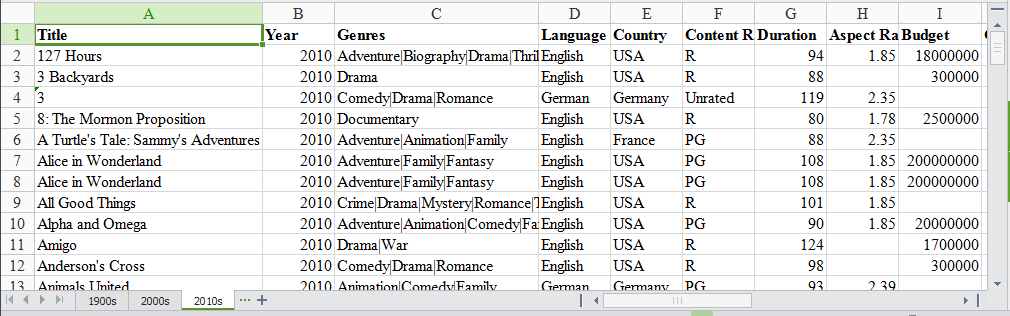 A B C D E F G H I
1 Title Year Genres Language Country Content R Duration Aspect Ra Budget
2 127 Hours 2010 Adventure|Biography|Drama|Thril English USA R 94 1.85 18000000
3 3 Backyards 2010 Drama English USA R 88 300000
4 3 2010 Comedy|Drama|Romance German Germany Unrated 119 2.35
5 8: The Mormon Proposition 2010 Documentary English USA R 80 1.78 2500000
6 A Turtle's Tale: Sammy's Adventures 2010 Adventure|Animation|Family English France PG 88 2.35
7 Alice in Wonderland 2010 Adventure|Family|Fantasy English USA PG 108 1.85 200000000
8 Alice in Wonderland 2010 Adventure|Family|Fantasy English USA PG 108 1.85 200000000
9 All Good Things 2010 Crime|Drama|Mystery|Romance|T English USA R 101 1.85
10 Alpha and Omega 2010 Adventure|Animation|Comedy|Fa English USA PG 90 1.85 20000000
11 Amigo 2010 Drama|War English USA R 124 1700000
12 Anderson's Cross 2010 Comedy|Drama|Romance English USA R 98 300000
13 Animals United 2010 Animation|Comedy|Family German Germany PG 93 2.39
1900s 2000s 2010s ··· +